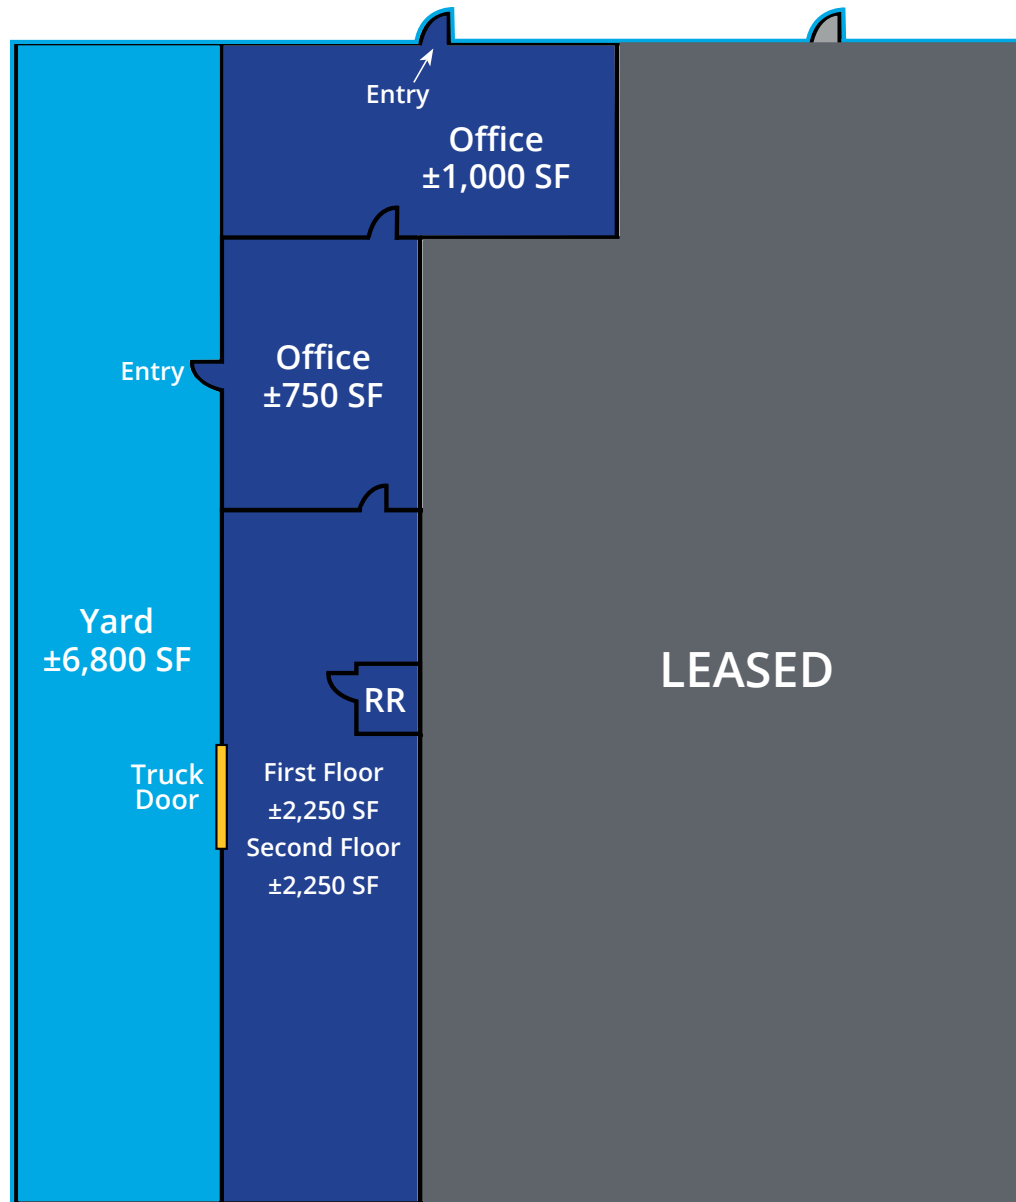 Entry
Office
±1,000 SF
Entry
Office
±750 SF
Yard
±6,800 SF
LEASED
RR
Truck
Door
First Floor
±2,250 SF
Second Floor
±2,250 SF